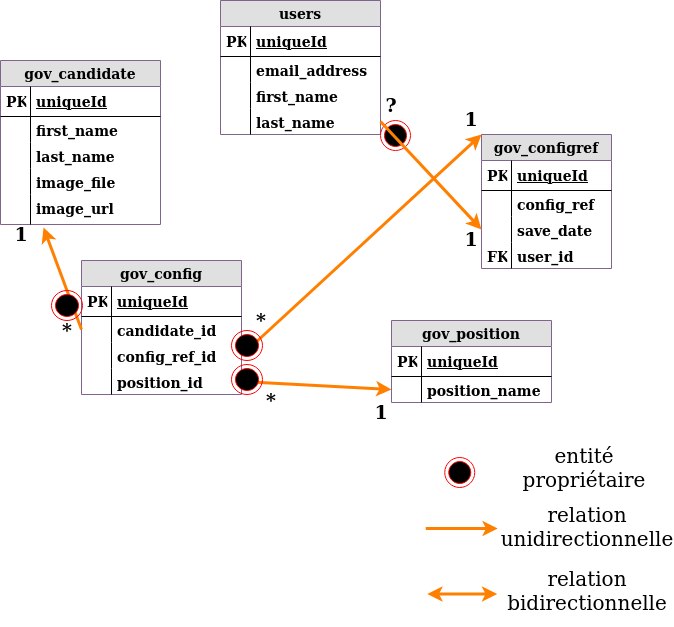 users
PK uniqueId
email_address
first_name
last_name
gov_candidate
PK uniqueId
first_name
last_name
image_file
image_url
?
1
gov_configref
PK uniqueId
config_ref
save_date
FK user_id
1
1
gov_config
PK uniqueId
candidate_id
config_ref_id
position_id
*
*
*
gov_position
PK uniqueId
position_name
1
entité
propriétaire
relation
unidirectionnelle
relation
bidirectionnelle